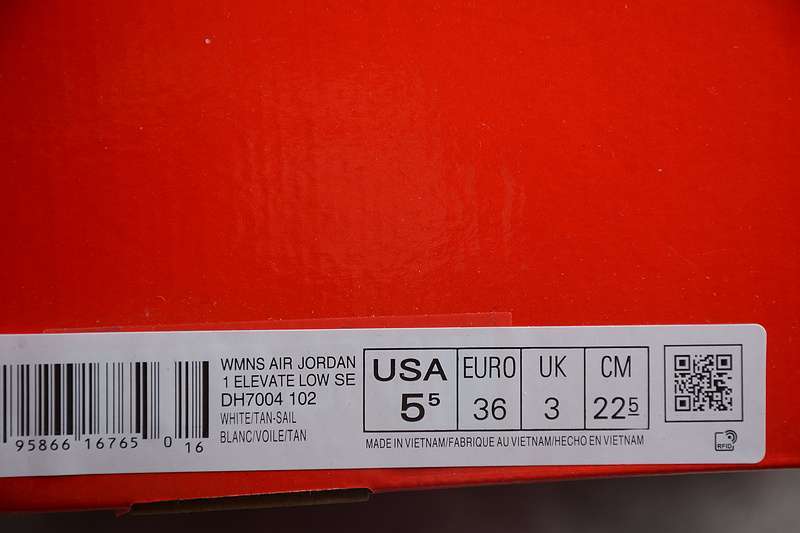 WMNS AIR JORDAN
1 ELEVATE LOW SE
DH7004 102
WHITE/TAN-SAIL
BLANC/VOILE/TAN
USA EURO UK CM
5⁵ 36 3 22⁵
MADE IN VIETNAM/FABRIQUE AU VIETNAM/HECHO EN VIETNAM
95866 16765 0 16
RFID